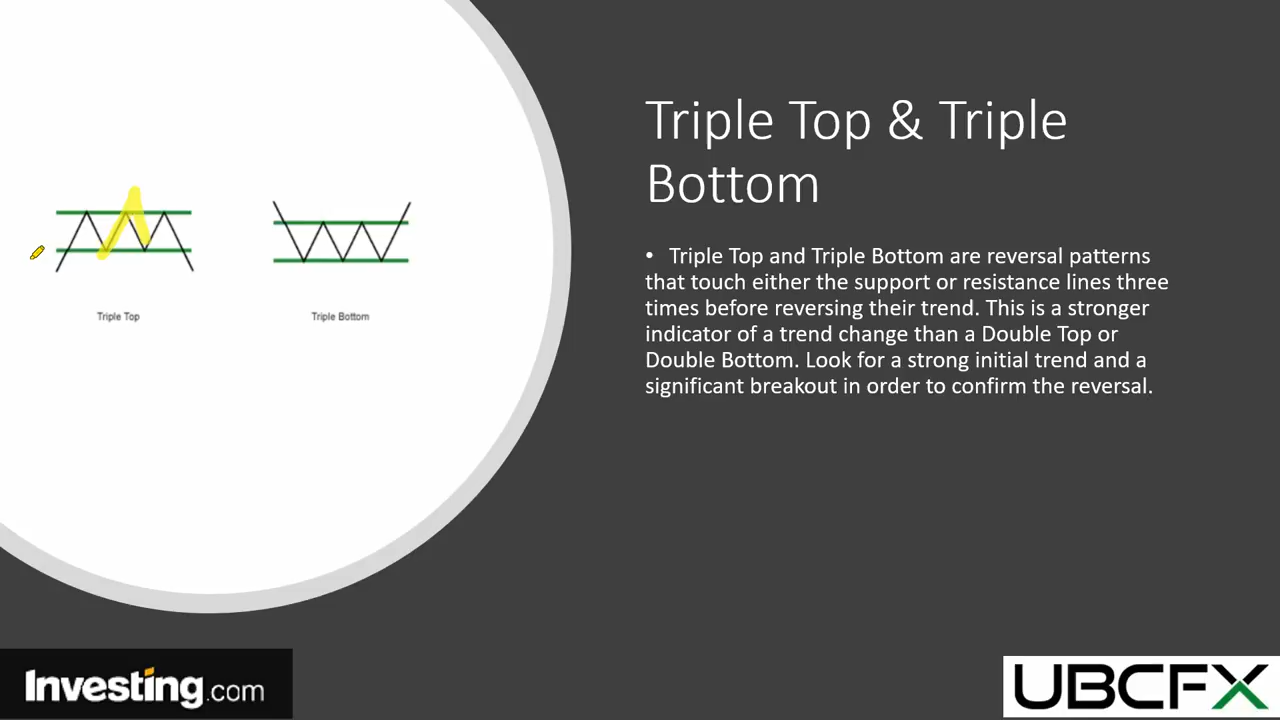 Triple Top & Triple
Bottom
• Triple Top and Triple Bottom are reversal patterns
that touch either the support or resistance lines three
times before reversing their trend. This is a stronger
indicator of a trend change than a Double Top or
Double Bottom. Look for a strong initial trend and a
significant breakout in order to confirm the reversal.
Triple Top
Triple Bottom
Investing.com
UBCFX